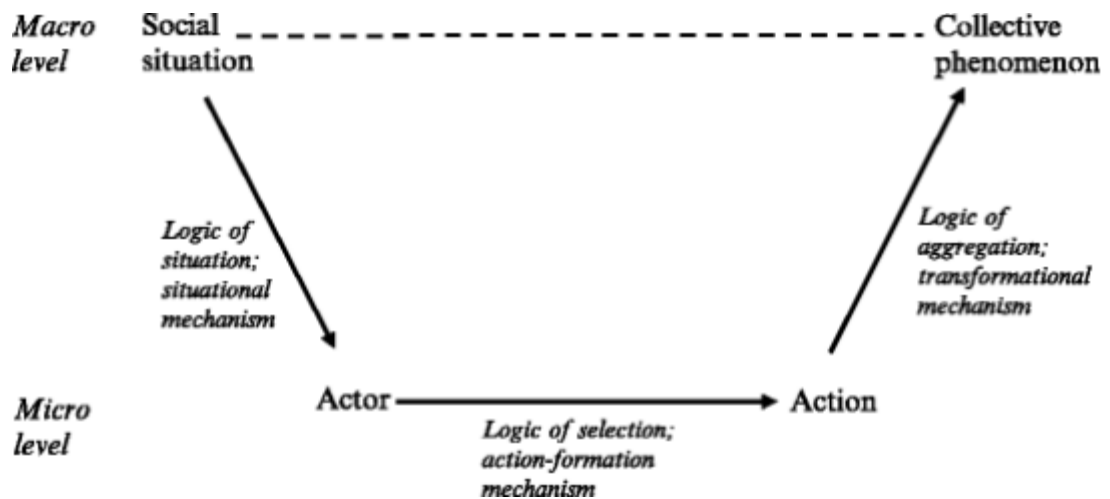 Macro
level
Social
situation
Collective
phenomenon
Logic of
situation;
situational
mechanism
Logic of
aggregation;
transformational
mechanism
Micro
level
Actor
Action
Logic of selection;
action-formation
mechanism